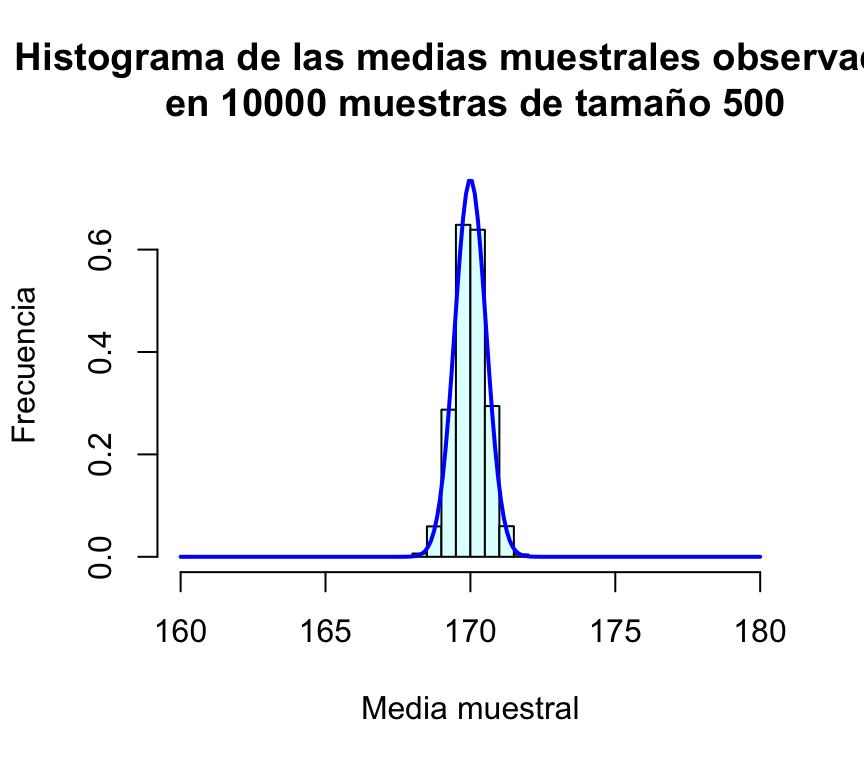 Histograma de las medias muestrales observa
en 10000 muestras de tamaño 500
Frecuencia
0.0 0.2 0.4 0.6
160 165 170 175 180
Media muestral